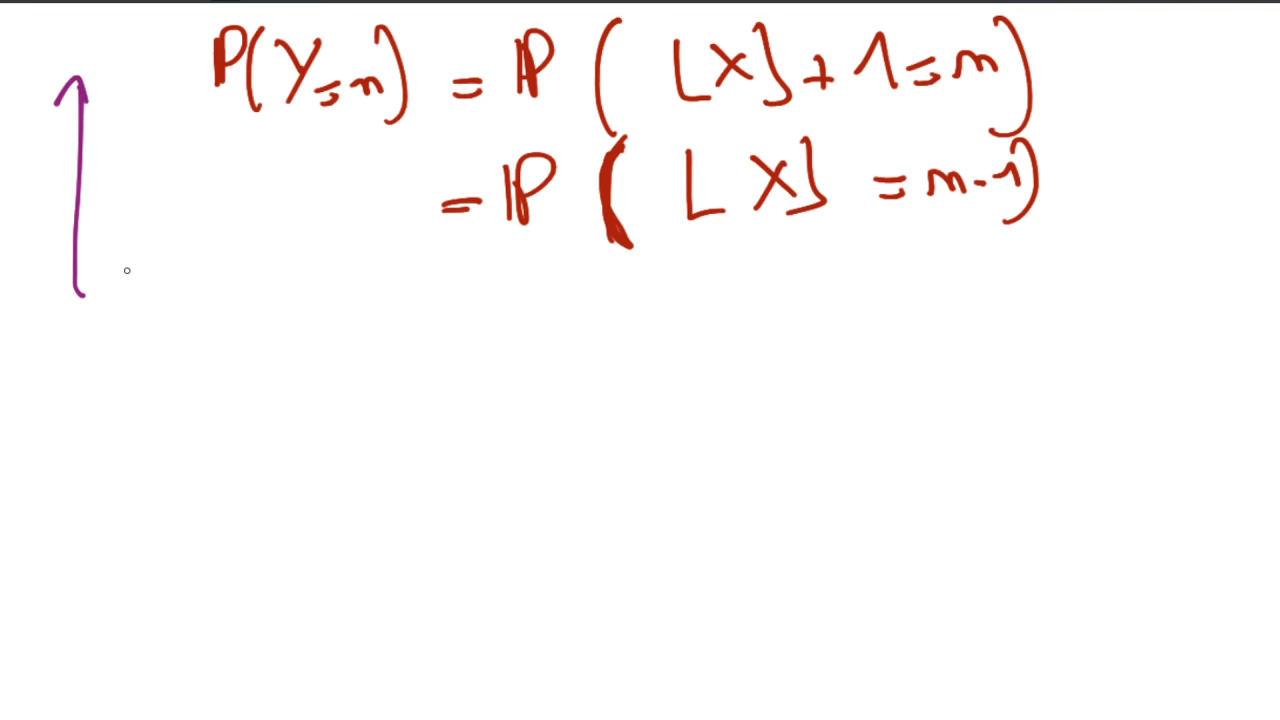 P(Y=n) = ℙ(⌊X⌋+1=n)
= ℙ(⌊X⌋ = n-1)